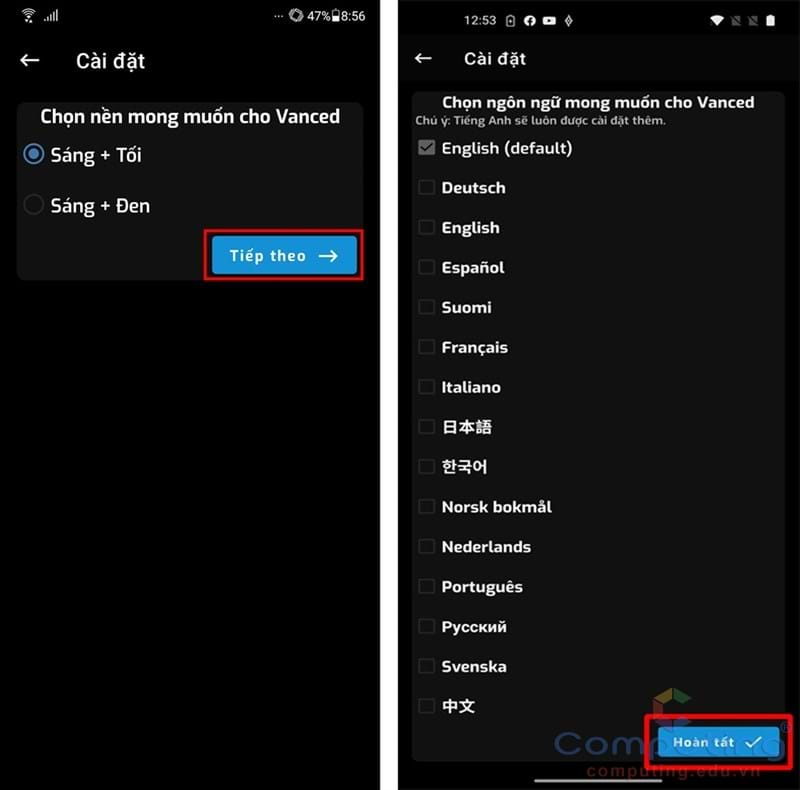 47% 8:56
Cài đặt
Chọn nền mong muốn cho Vanced
Sáng + Tối
Sáng + Đen
Tiếp theo
12:53
Cài đặt
Chọn ngôn ngữ mong muốn cho Vanced
Chú ý: Tiếng Anh sẽ luôn được cài đặt thêm.
English (default)
Deutsch
English
Español
Suomi
Français
Italiano
日本語
한국어
Norsk bokmål
Nederlands
Português
Русский
Svenska
中文
Hoàn tất
Computing
computing.edu.vn